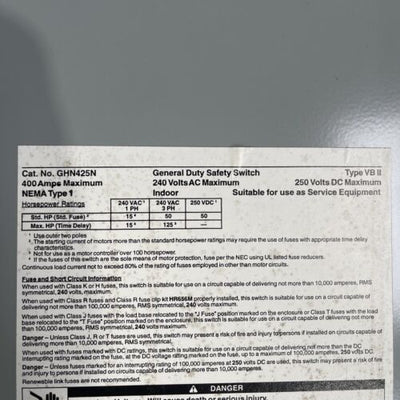 Cat. No. GHN425N General Duty Safety Switch Type VB II
400 Amps Maximum 240 Volts AC Maximum 250 Volts DC Maximum
NEMA Type 1 Indoor Suitable for use as Service Equipment
Horsepower Ratings 240 VAC 1 PH 240 VAC 3 PH 250 VDC
Std. HP (Std. Fuse) 15 50 50
Max. HP (Time Delay) 15 125 —
Use outer two poles
The starting current of motors more than the standard horsepower ratings may require the use of fuses with appropriate time delay
characteristics.
Not for use as a motor controller over 100 horsepower.
If the fuses of this switch are the sole means of motor protection, fuse per the NEC using UL listed fuse reducers.
Continuous load current not to exceed 80% of the rating of fuses employed in other than motor circuits.
Fuse and Short Circuit Information
When used with Class K or H fuses, this switch is suitable for use on a circuit capable of delivering not more than 10,000 amperes, RMS
symmetrical, 240 volts maximum.
When used with Class R fuses and Class R fuse clip kit HR656M properly installed, this switch is suitable for use on a circuit capable of
delivering not more than 100,000 amperes, RMS symmetrical, 240 volts maximum.
When used with Class J fuses with the load base relocated to the "J Fuse" position marked on the enclosure or Class T fuses with the load
base relocated to the "T Fuse" position marked on the enclosure; this switch is suitable for use on a circuit capable of delivering not more
than 100,000 amperes, RMS symmetrical, 240 volts maximum.
Danger – Unless Class J, R or T fuses are used, this switch may present a risk of fire and injury to persons if installed on circuits capable of
delivering more than 10,000 amperes, RMS symmetrical.
When used with fuses marked with DC ratings, this switch is suitable for use on a circuit capable of delivering not more than the DC
interrupting rating marked on the fuse, at the DC voltage rating marked on the fuse, up to a maximum of 100,000 amperes, 250 volts DC.
Danger – Unless fuses marked for an interrupting rating of 100,000 amperes at 250 volts DC are used, this switch may present a risk of fire
and injury to persons if installed on circuits capable of delivering more than 10,000 amperes, 250 volts DC.
Renewable link fuses are not recommended.
DANGER